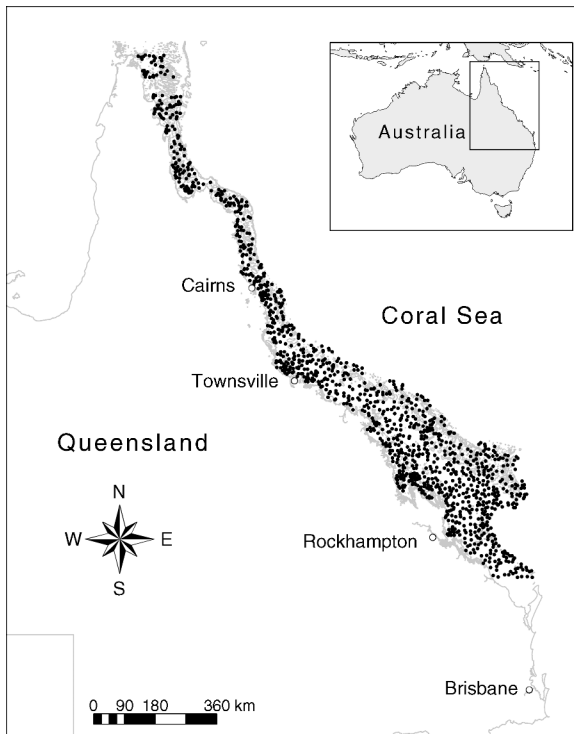 Australia
Cairns
Coral Sea
Townsville
Queensland
N
W E
S
Rockhampton
Brisbane
0 90 180 360 km